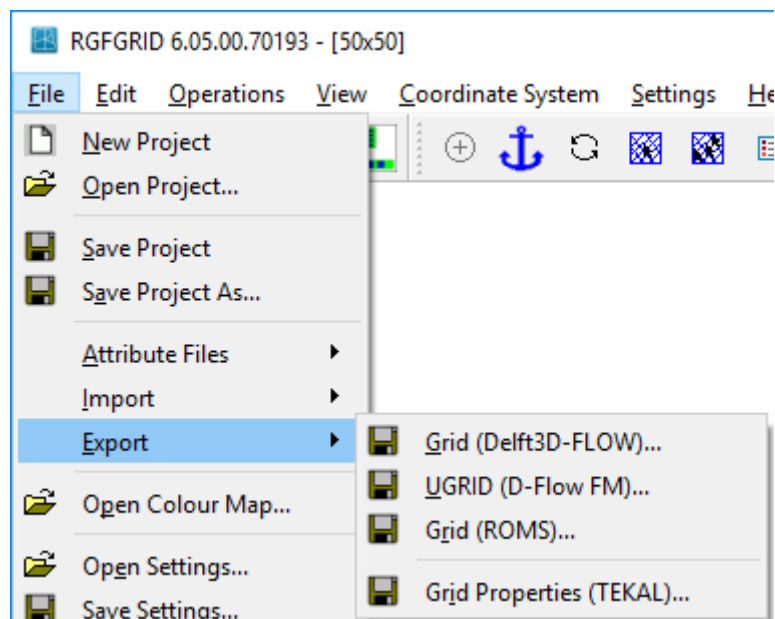 RGFGRID 6.05.00.70193 - [50x50]
File Edit Operations View Coordinate System Settings He
New Project
Open Project...
Save Project
Save Project As...
Attribute Files
Import
Export
Grid (Delft3D-FLOW)...
UGRID (D-Flow FM)...
Grid (ROMS)...
Grid Properties (TEKAL)...
Open Colour Map...
Open Settings...
Save Settings...